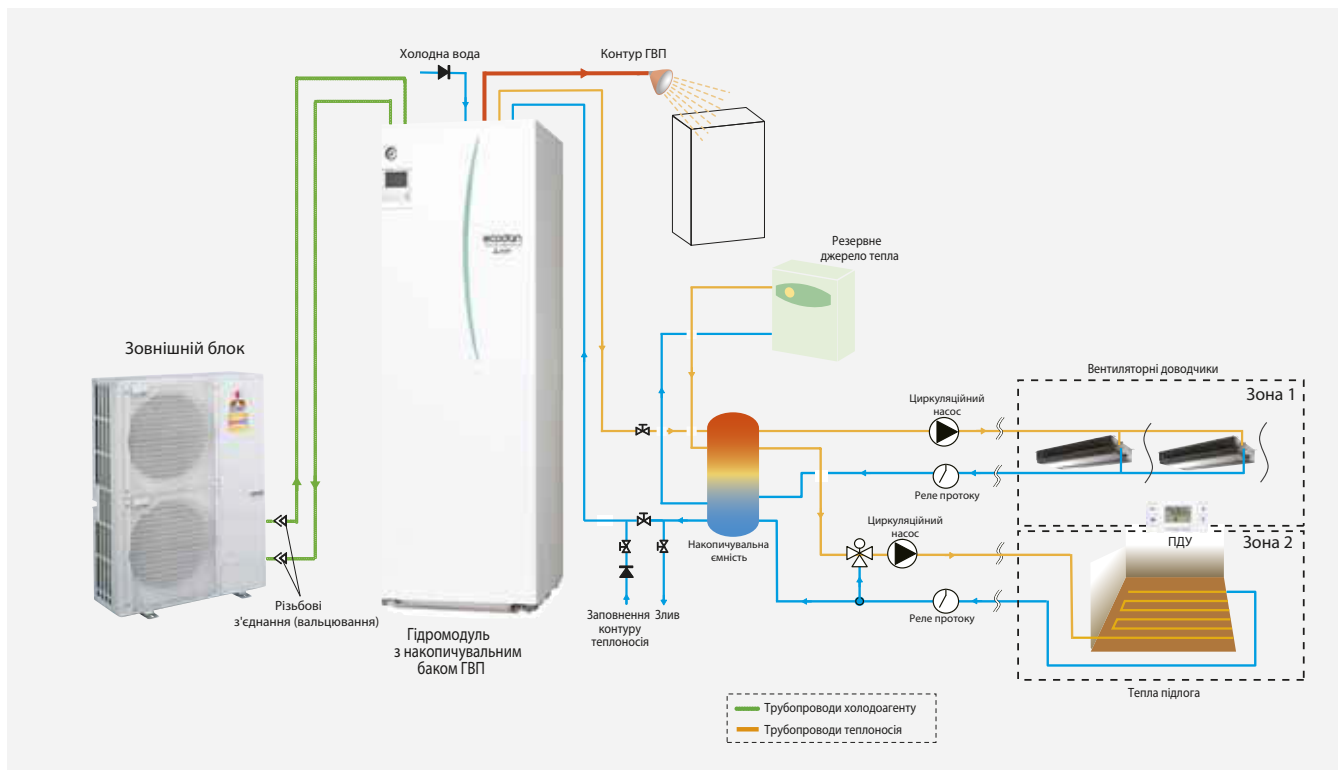 Холодна вода
Контур ГВП
Резервне
джерело тепла
Зовнішній блок
Вентиляторні доводчики
Зона 1
Циркуляційний
насос
Реле протоку
Накопичувальна
ємність
Циркуляційний
насос
ПДУ
Зона 2
Різьбові
з'єднання (вальцювання)
Заповнення
контуру
теплоносія
Злив
Реле протоку
Гідромодуль
з накопичувальним
баком ГВП
Тепла підлога
Трубопроводи холодоагенту
Трубопроводи теплоносія